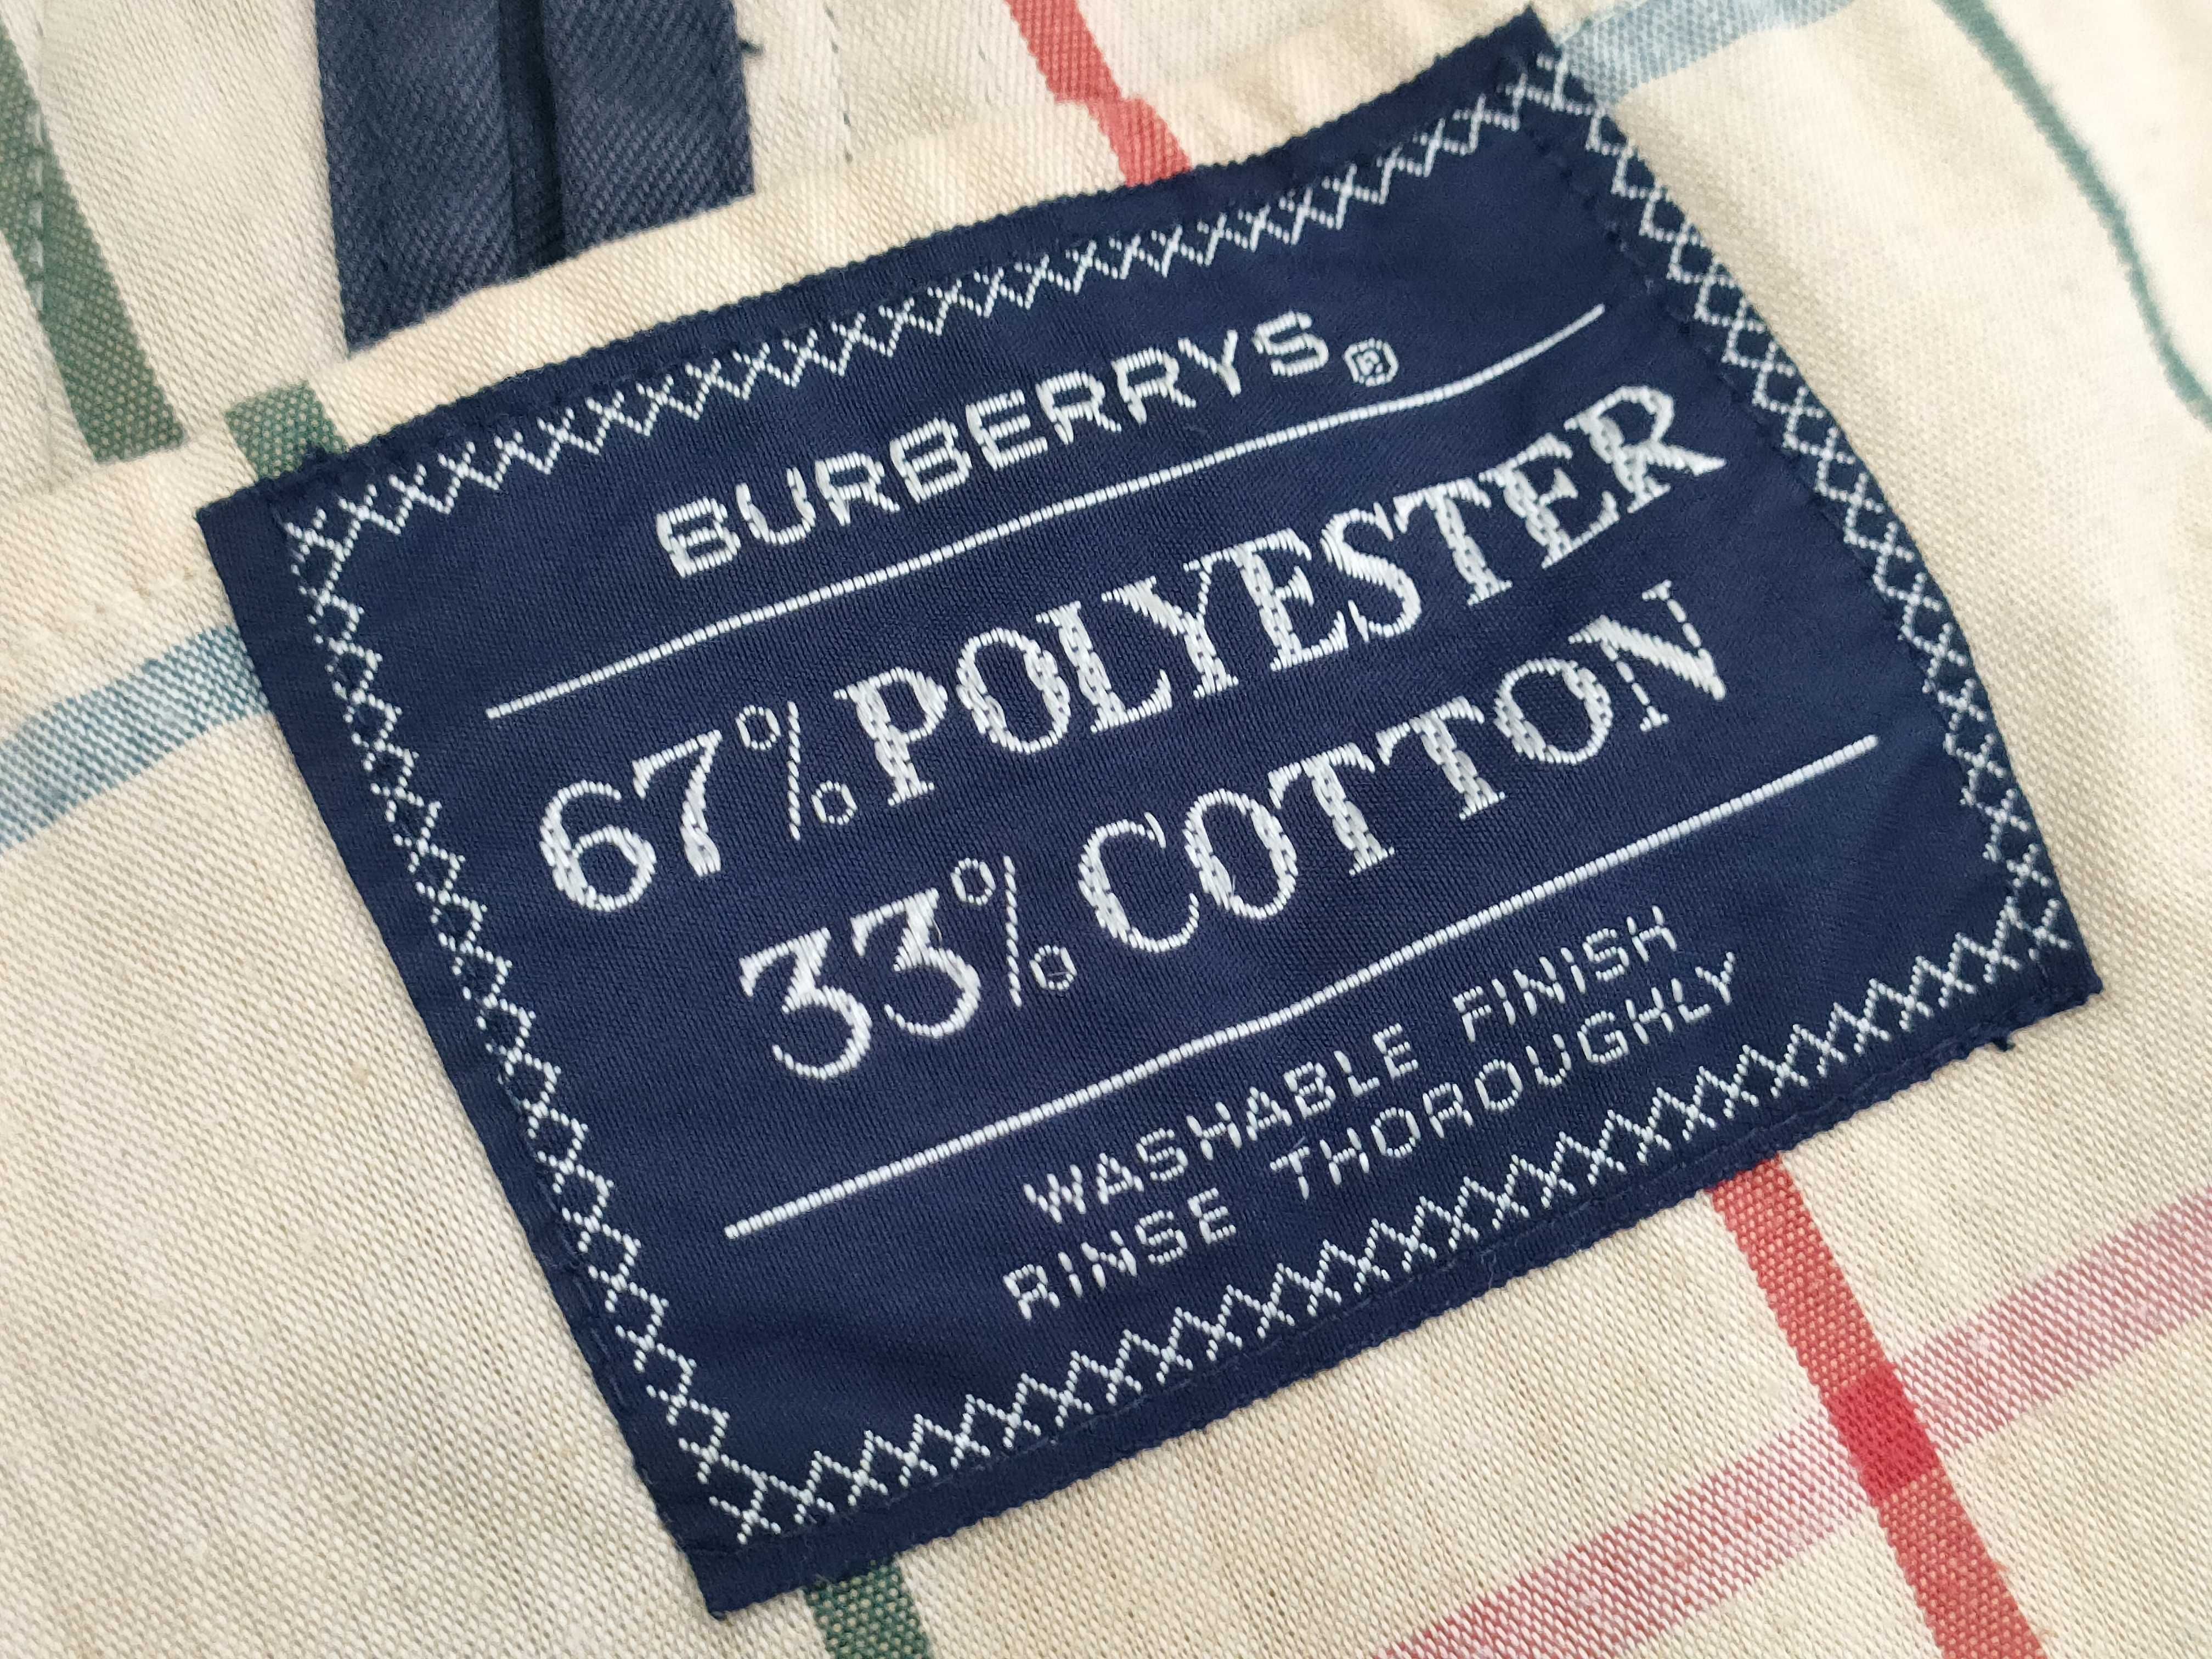 BURBERRYS®
67% POLYESTER
33% COTTON
WASHABLE FINISH
RINSE THOROUGHLY